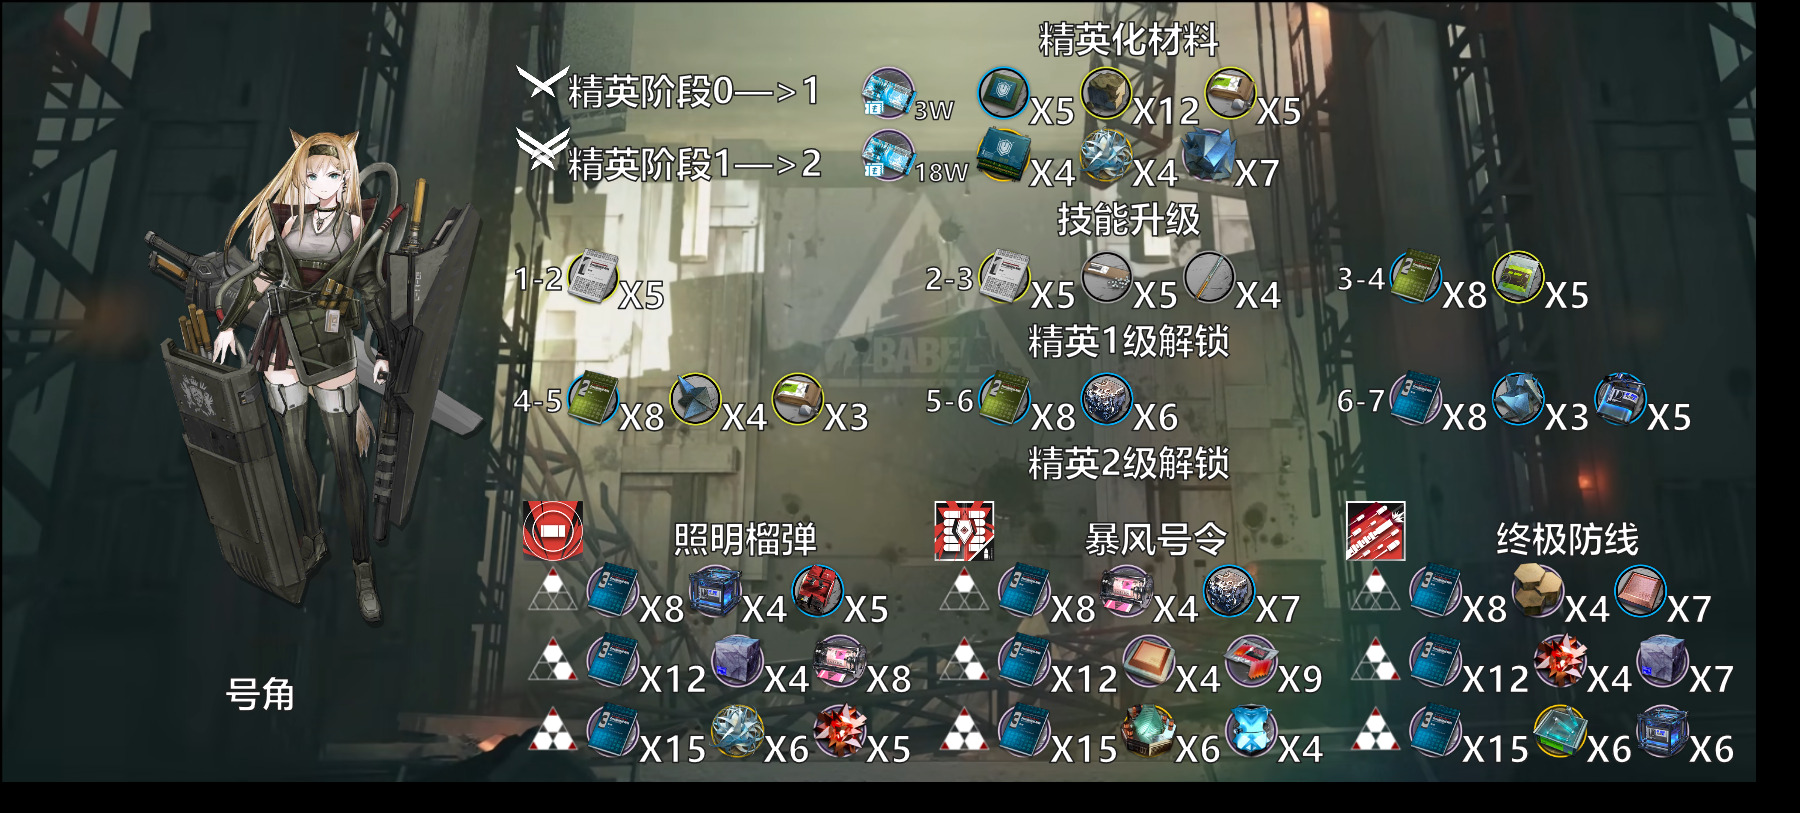 精英化材料
精英阶段0—>1 3W X5 X12 X5
精英阶段1—>2 18W X4 X4 X7
技能升级
1-2 X5 2-3 X5 X5 X4 3-4 X8 X5
精英1级解锁
BABEL
4-5 X8 X4 X3 5-6 X8 X6 6-7 X8 X3 X5
精英2级解锁
照明榴弹 暴风号令 终极防线
X8 X4 X5 X8 X4 X7 X8 X4 X7
X12 X4 X8 X12 X4 X9 X12 X4 X7
号角
X15 X6 X5 X15 X6 X4 X15 X6 X6